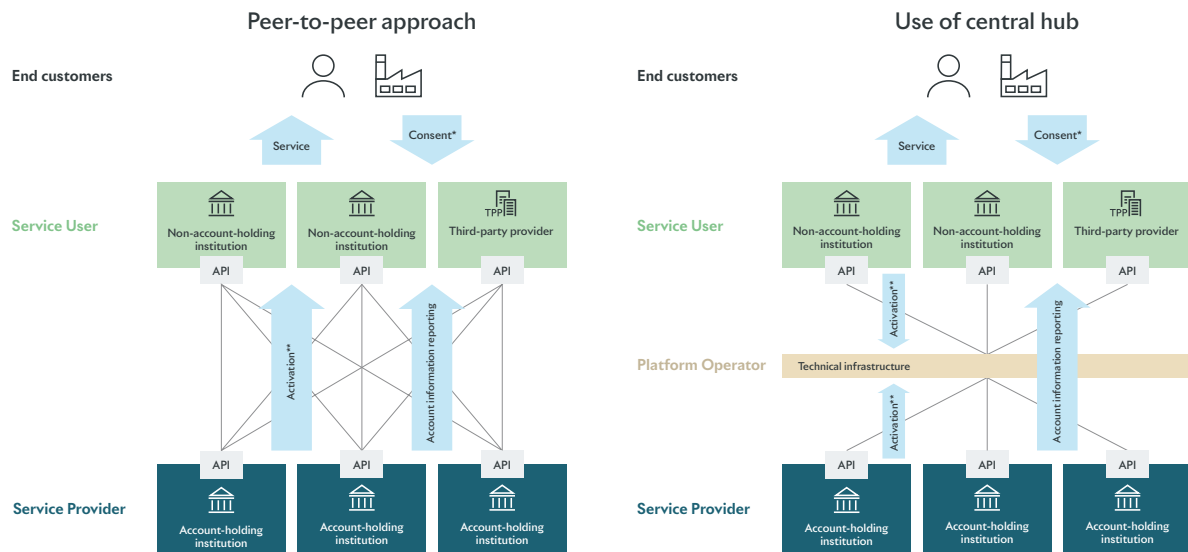 Peer-to-peer approach
End customers
Service
Consent*
Service User
Non-account-holding
institution
Non-account-holding
institution
TPP
Third-party provider
API
API
API
Activation**
Account information reporting
API
API
API
Service Provider
Account-holding
institution
Account-holding
institution
Account-holding
institution
Use of central hub
End customers
Service
Consent*
Service User
Non-account-holding
institution
Non-account-holding
institution
TPP
Third-party provider
API
API
API
Activation**
Account information reporting
Platform Operator
Technical infrastructure
Activation**
API
API
API
Service Provider
Account-holding
institution
Account-holding
institution
Account-holding
institution